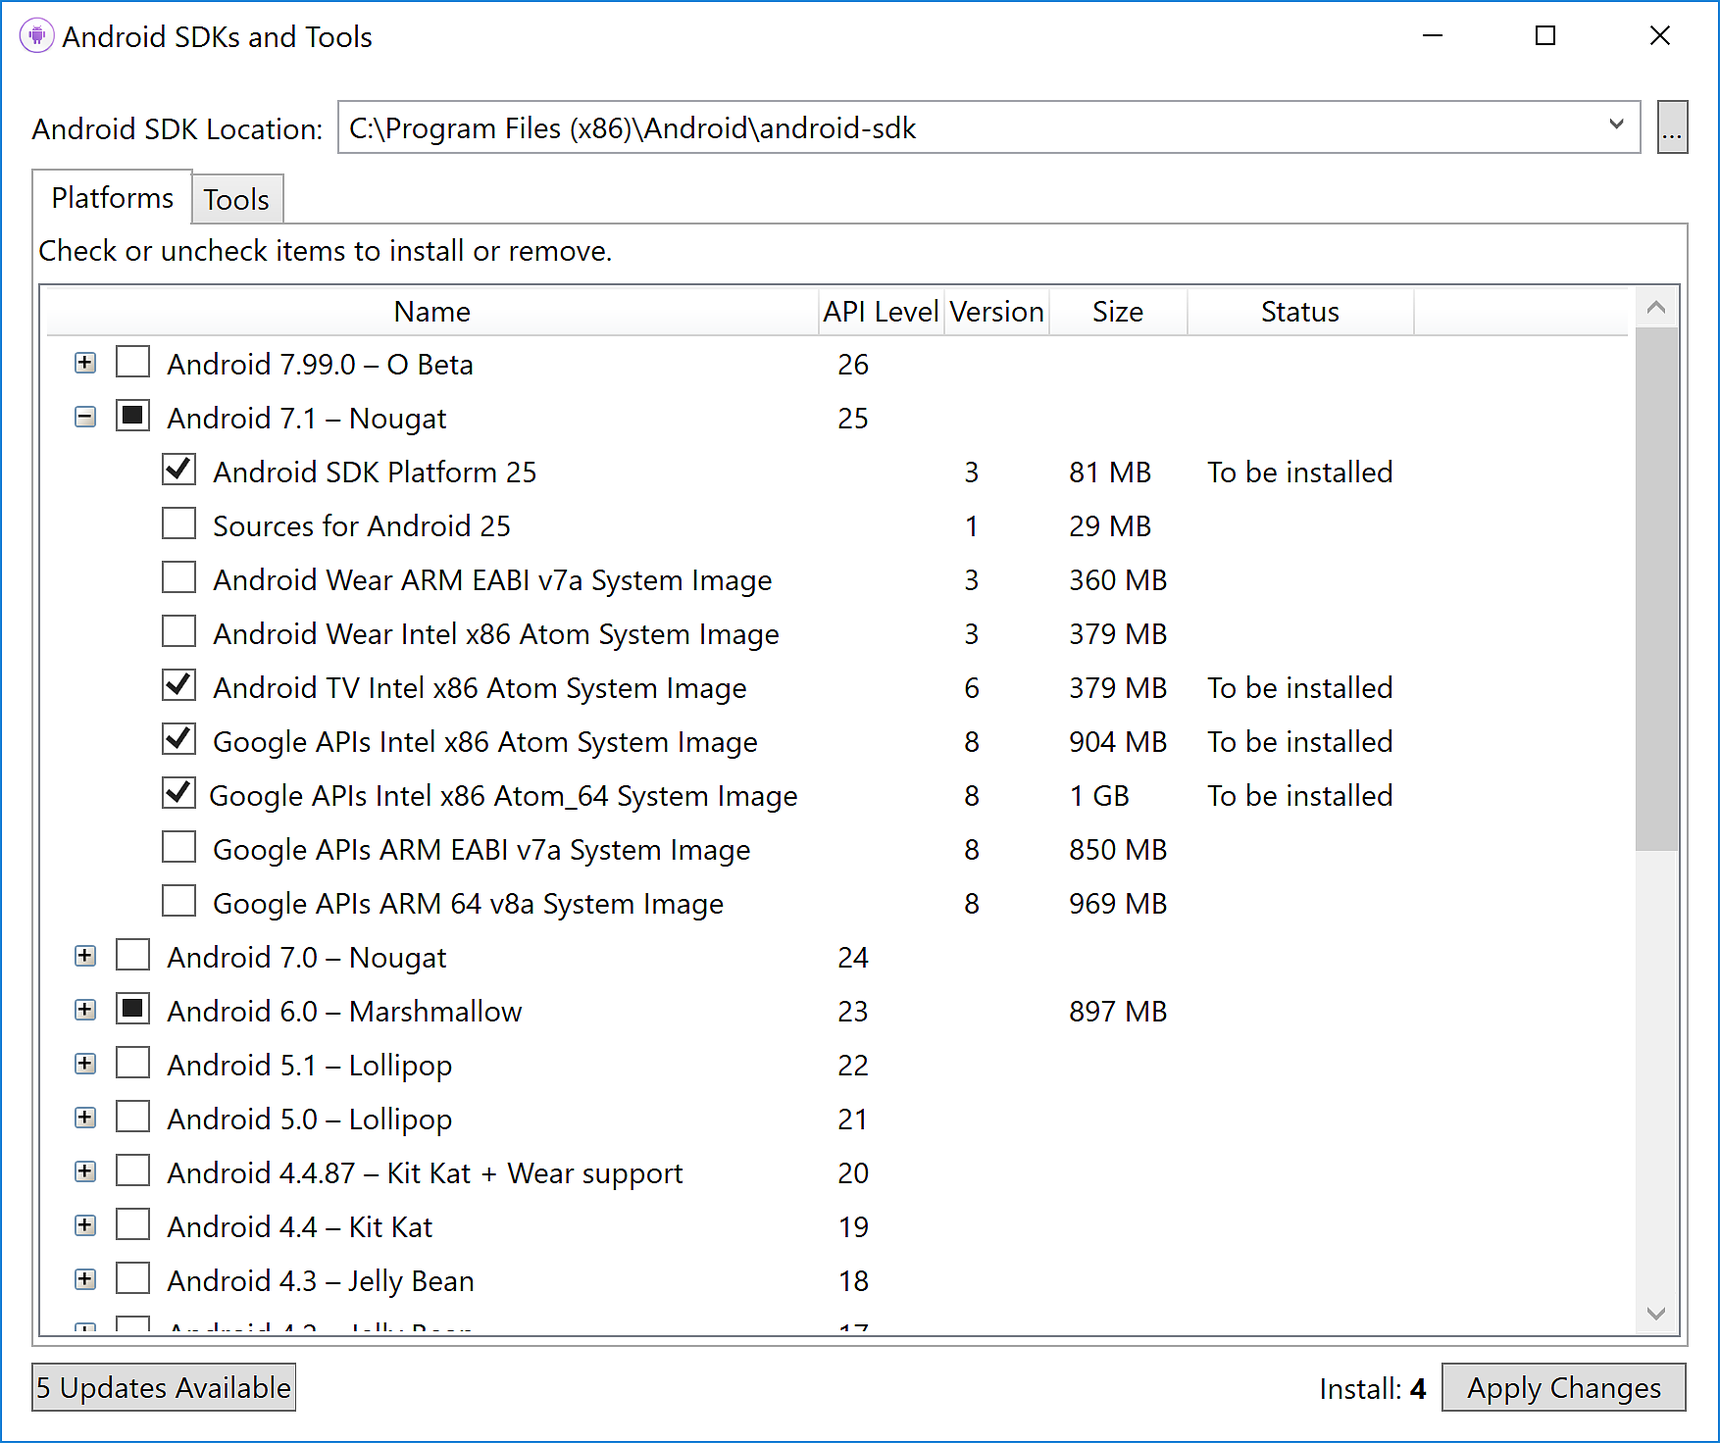 Android SDKs and Tools
Android SDK Location: C:\Program Files (x86)\Android\android-sdk ...
Platforms Tools
Check or uncheck items to install or remove.
Name API Level Version Size Status
Android 7.99.0 – O Beta 26
Android 7.1 – Nougat 25
Android SDK Platform 25 3 81 MB To be installed
Sources for Android 25 1 29 MB
Android Wear ARM EABI v7a System Image 3 360 MB
Android Wear Intel x86 Atom System Image 3 379 MB
Android TV Intel x86 Atom System Image 6 379 MB To be installed
Google APIs Intel x86 Atom System Image 8 904 MB To be installed
Google APIs Intel x86 Atom_64 System Image 8 1 GB To be installed
Google APIs ARM EABI v7a System Image 8 850 MB
Google APIs ARM 64 v8a System Image 8 969 MB
Android 7.0 – Nougat 24
Android 6.0 – Marshmallow 23 897 MB
Android 5.1 – Lollipop 22
Android 5.0 – Lollipop 21
Android 4.4.87 – Kit Kat + Wear support 20
Android 4.4 – Kit Kat 19
Android 4.3 – Jelly Bean 18
Android 4.2 – Jelly Bean 17
5 Updates Available Install: 4 Apply Changes